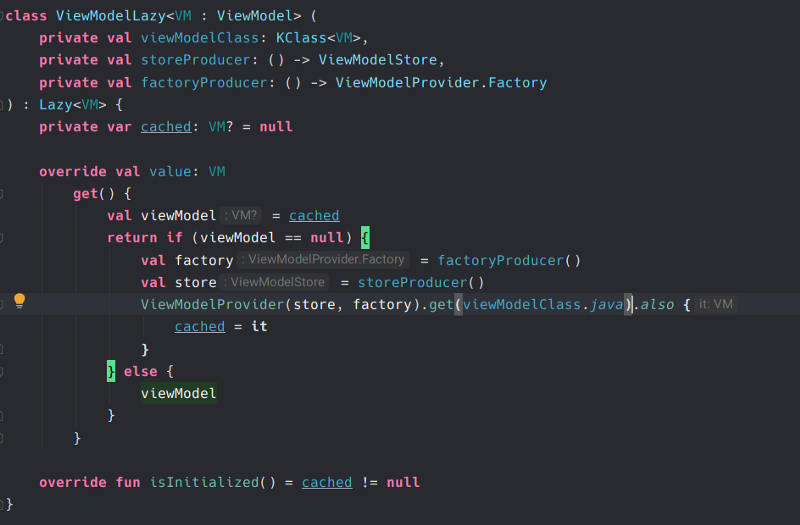 class ViewModelLazy<VM : ViewModel> (
    private val viewModelClass: KClass<VM>,
    private val storeProducer: () -> ViewModelStore,
    private val factoryProducer: () -> ViewModelProvider.Factory
) : Lazy<VM> {
    private var cached: VM? = null
    override val value: VM
        get() {
            val viewModel : VM? = cached
            return if (viewModel == null) {
                val factory : ViewModelProvider.Factory = factoryProducer()
                val store : ViewModelStore = storeProducer()
                ViewModelProvider(store, factory).get(viewModelClass.java).also { it: VM
                    cached = it
                }
            } else {
                viewModel
            }
        }
    override fun isInitialized() = cached != null
}